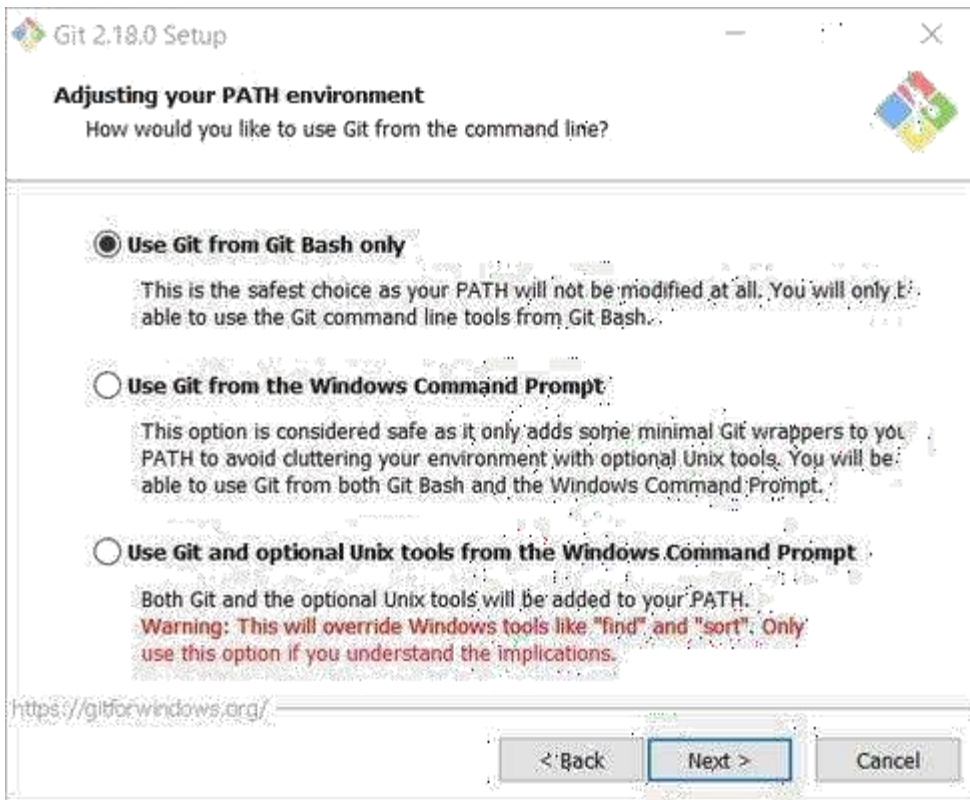 Git 2.18.0 Setup
Adjusting your PATH environment
How would you like to use Git from the command line?
Use Git from Git Bash only
This is the safest choice as your PATH will not be modified at all. You will only
able to use the Git command line tools from Git Bash.
Use Git from the Windows Command Prompt
This option is considered safe as it only adds some minimal Git wrappers to
PATH to avoid cluttering your environment with optional Unix tools. You will be
able to use Git from both Git Bash and the Windows Command Prompt.
Use Git and optional Unix tools from the Windows Command Prompt
Both Git and the optional Unix tools will be added to your PATH.
Warning: This will override Windows tools like "find" and "sort". Only
use this option if you understand the implications.
https://gitforwindows.org/
< Back
Next >
Cancel